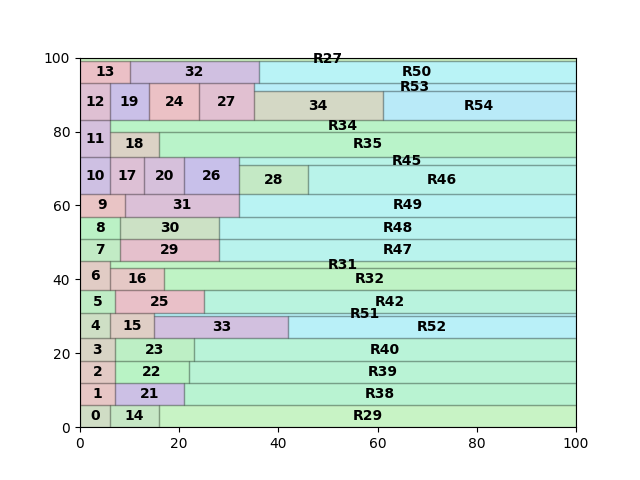 R27
100
13 32 R50
R53
12 19 24 27 34 R54
R34
80
11 18 R35
R45
10 17 20 26 28 R46
60
9 31 R49
8 30 R48
7 29 R47
R31
40
6 16 R32
5 25 R42
R51
4 15 33 R52
20
3 23 R40
2 22 R39
1 21 R38
0 14 R29
0
0 20 40 60 80 100